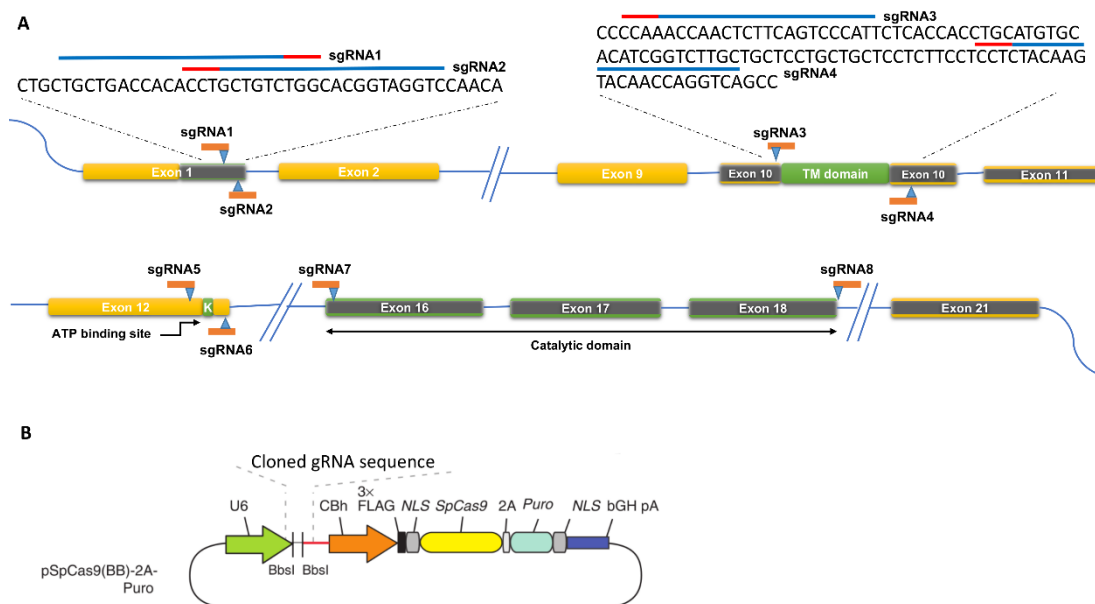 A
sgRNA1
sgRNA2
CTGCTGCTGACCACACCTGCTGTCTGGCACGGTAGGTCCAACA
sgRNA3
CCCCAAACCAACTCTTCAGTCCCATTCTCACCACCTGCATGTGC
ACATCGGTCTTGCTGCTCCTGCTGCTCCTCTTCCTCCTCTACAAG
sgRNA4
TACAACCAGGTCAGCC
sgRNA1
sgRNA3
Exon 1
Exon 2
Exon 9
Exon 10
TM domain
Exon 10
Exon 11
sgRNA2
sgRNA4
sgRNA5
sgRNA7
sgRNA8
Exon 12
K
Exon 16
Exon 17
Exon 18
Exon 21
ATP binding site
sgRNA6
Catalytic domain
B
Cloned gRNA sequence
U6
CBh
3×
FLAG
NLS
SpCas9
2A
Puro
NLS
bGH pA
BbsI
BbsI
pSpCas9(BB)-2A-
Puro